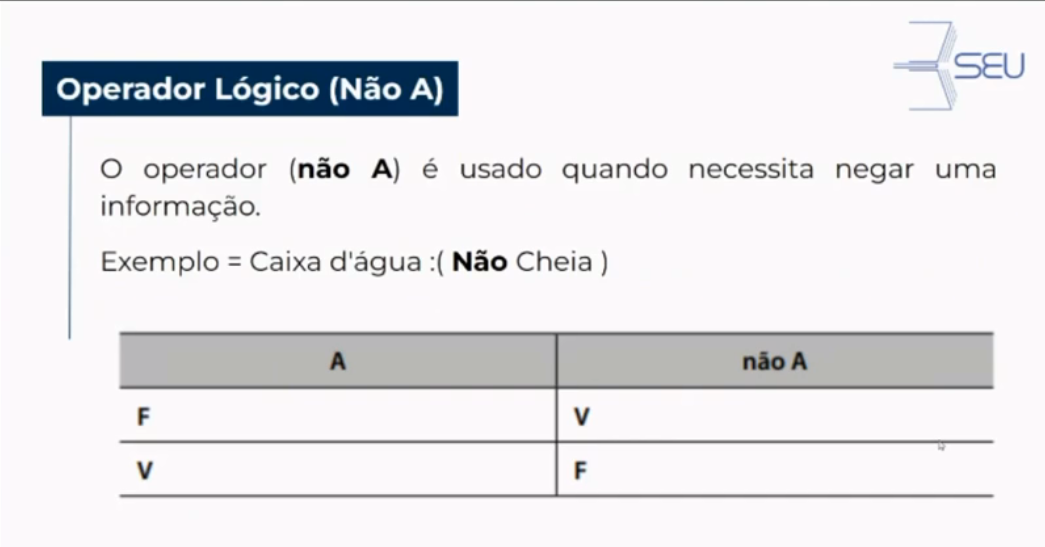 SEU
Operador Lógico (Não A)
O operador (não A) é usado quando necessita negar uma
informação.
Exemplo = Caixa d'água :( Não Cheia )
A não A
F V
V F